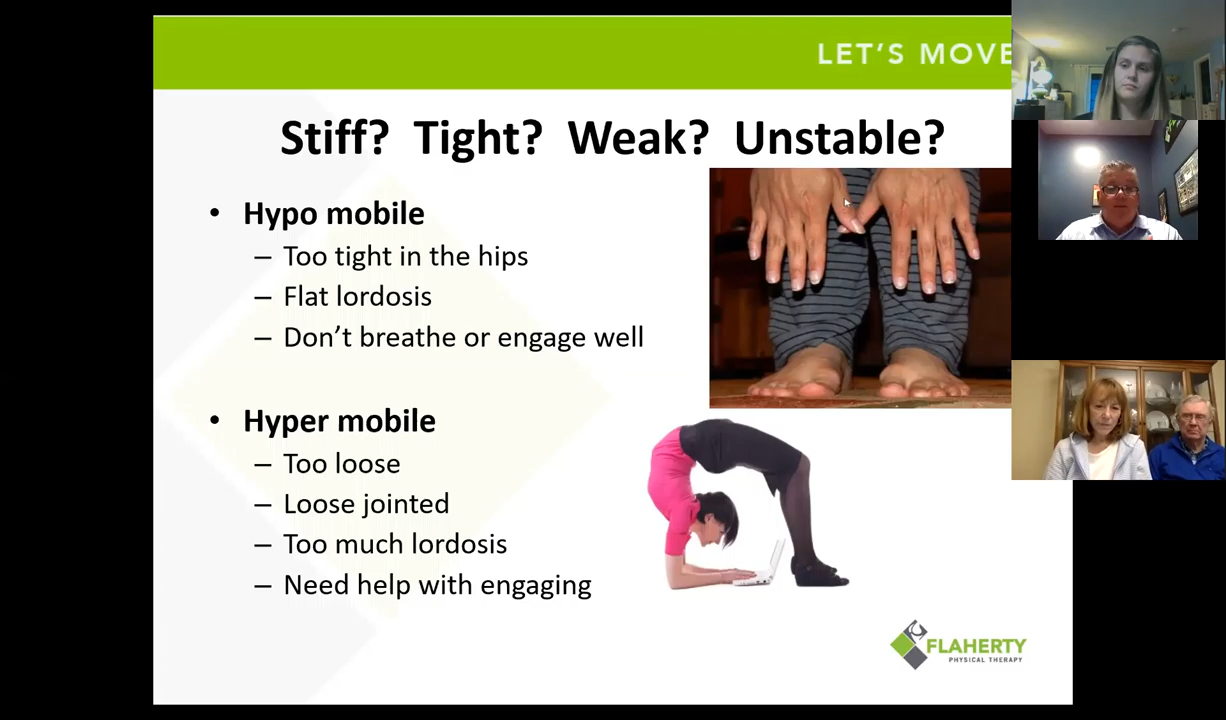 LET'S MOVE
Stiff? Tight? Weak? Unstable?
• Hypo mobile
– Too tight in the hips
– Flat lordosis
– Don't breathe or engage well
• Hyper mobile
– Too loose
– Loose jointed
– Too much lordosis
– Need help with engaging
FLAHERTY
PHYSICAL THERAPY